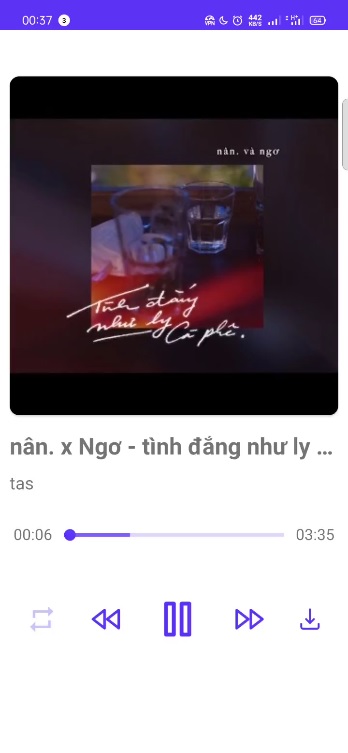 00:37 3 VPN 442 KB/S H+ 64
nân. và ngơ
Tình đắng
như ly
Cà phê.
nân. x Ngơ - tình đắng như ly ...
tas
00:06 03:35